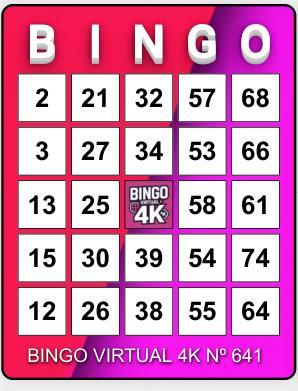 B I N G O
2 21 32 57 68
3 27 34 53 66
13 25 BINGO VIRTUAL 4K 58 61
15 30 39 54 74
12 26 38 55 64
BINGO VIRTUAL 4K Nº 641